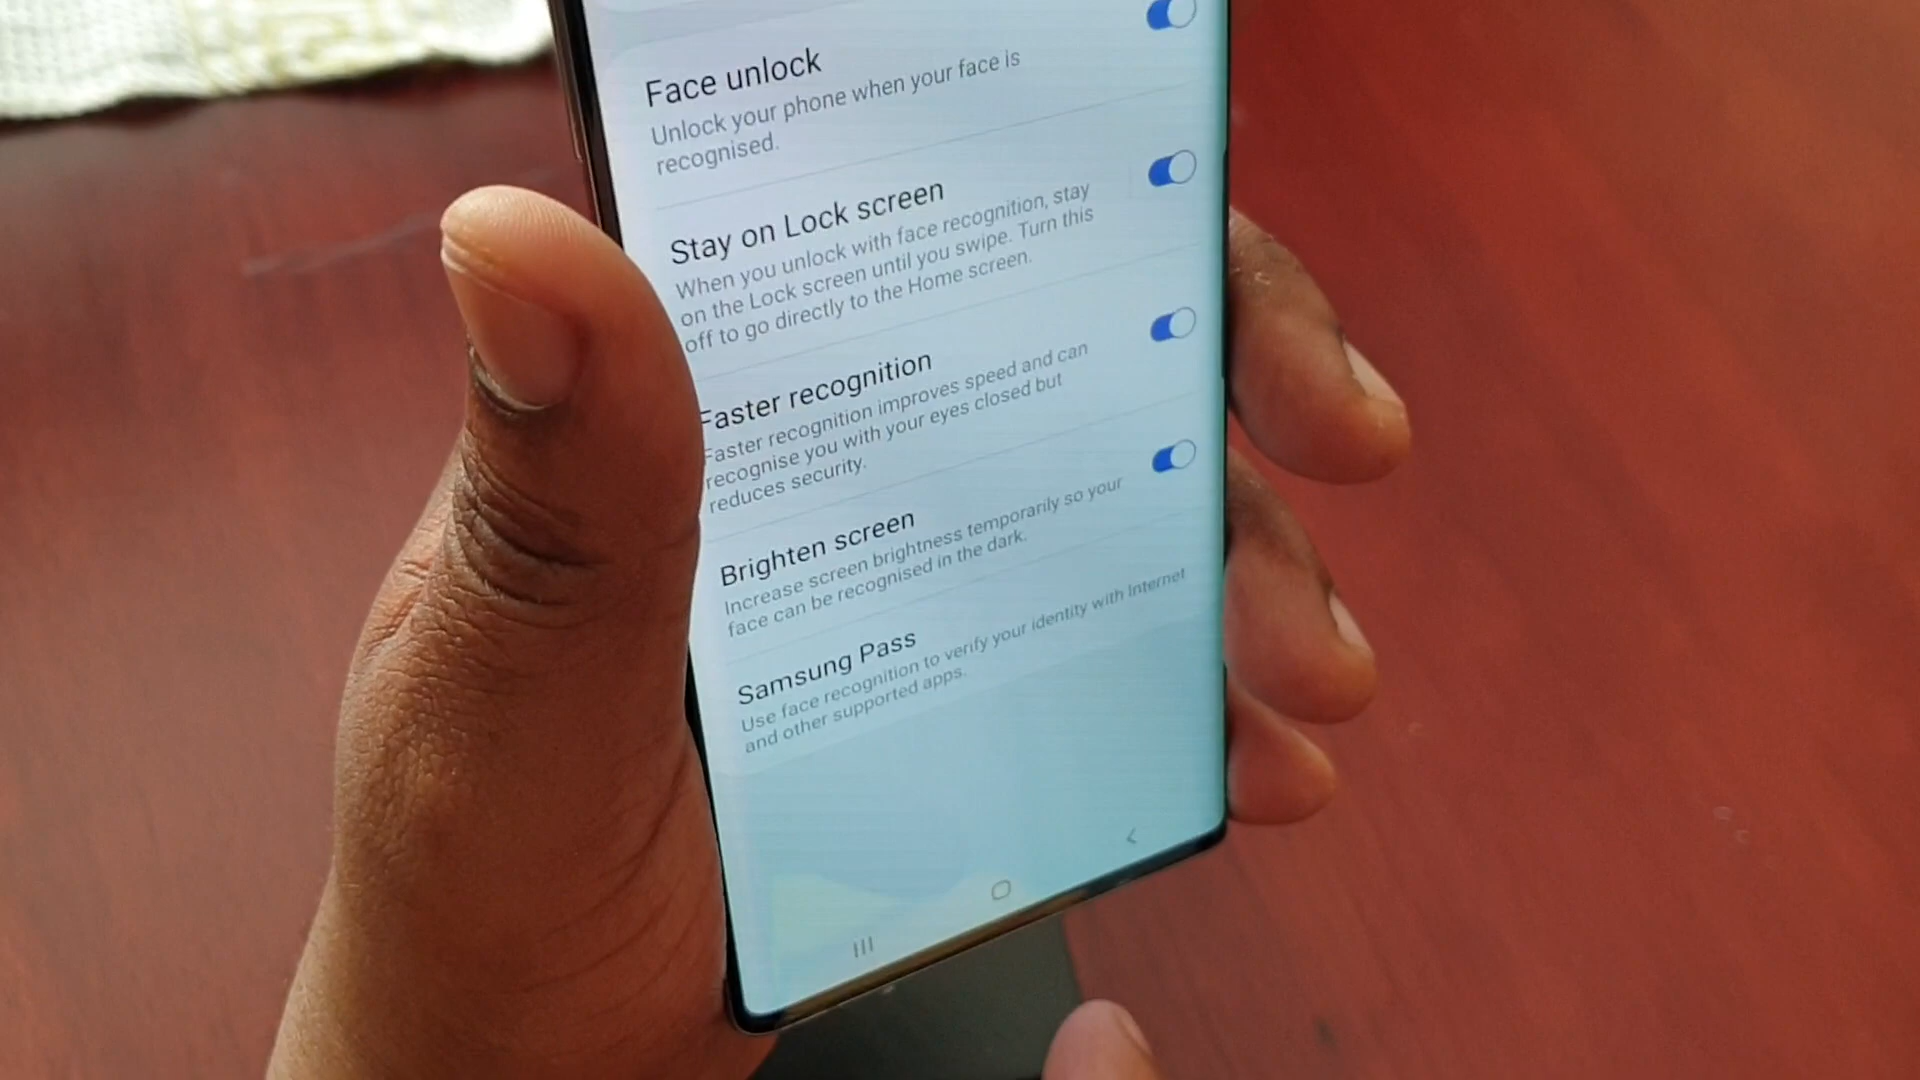 Face unlock
Unlock your phone when your face is
recognised.
Stay on Lock screen
When you unlock with face recognition, stay
on the Lock screen until you swipe. Turn this
off to go directly to the Home screen.
Faster recognition
Faster recognition improves speed and can
recognise you with your eyes closed but
reduces security.
Brighten screen
Increase screen brightness temporarily so your
face can be recognised in the dark.
Samsung Pass
Use face recognition to verify your identity with Internet
and other supported apps.